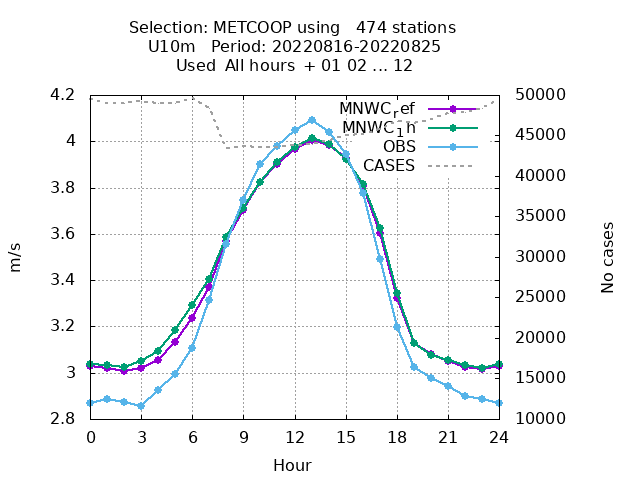 Selection: METCOOP using   474 stations
U10m   Period: 20220816-20220825
Used  All hours  + 01 02 ... 12
4.2
4
3.8
3.6
3.4
3.2
3
2.8
m/s
50000
45000
40000
35000
30000
25000
20000
15000
10000
No cases
MNWC_ref
MNWC_1h
OBS
CASES
0 3 6 9 12 15 18 21 24
Hour